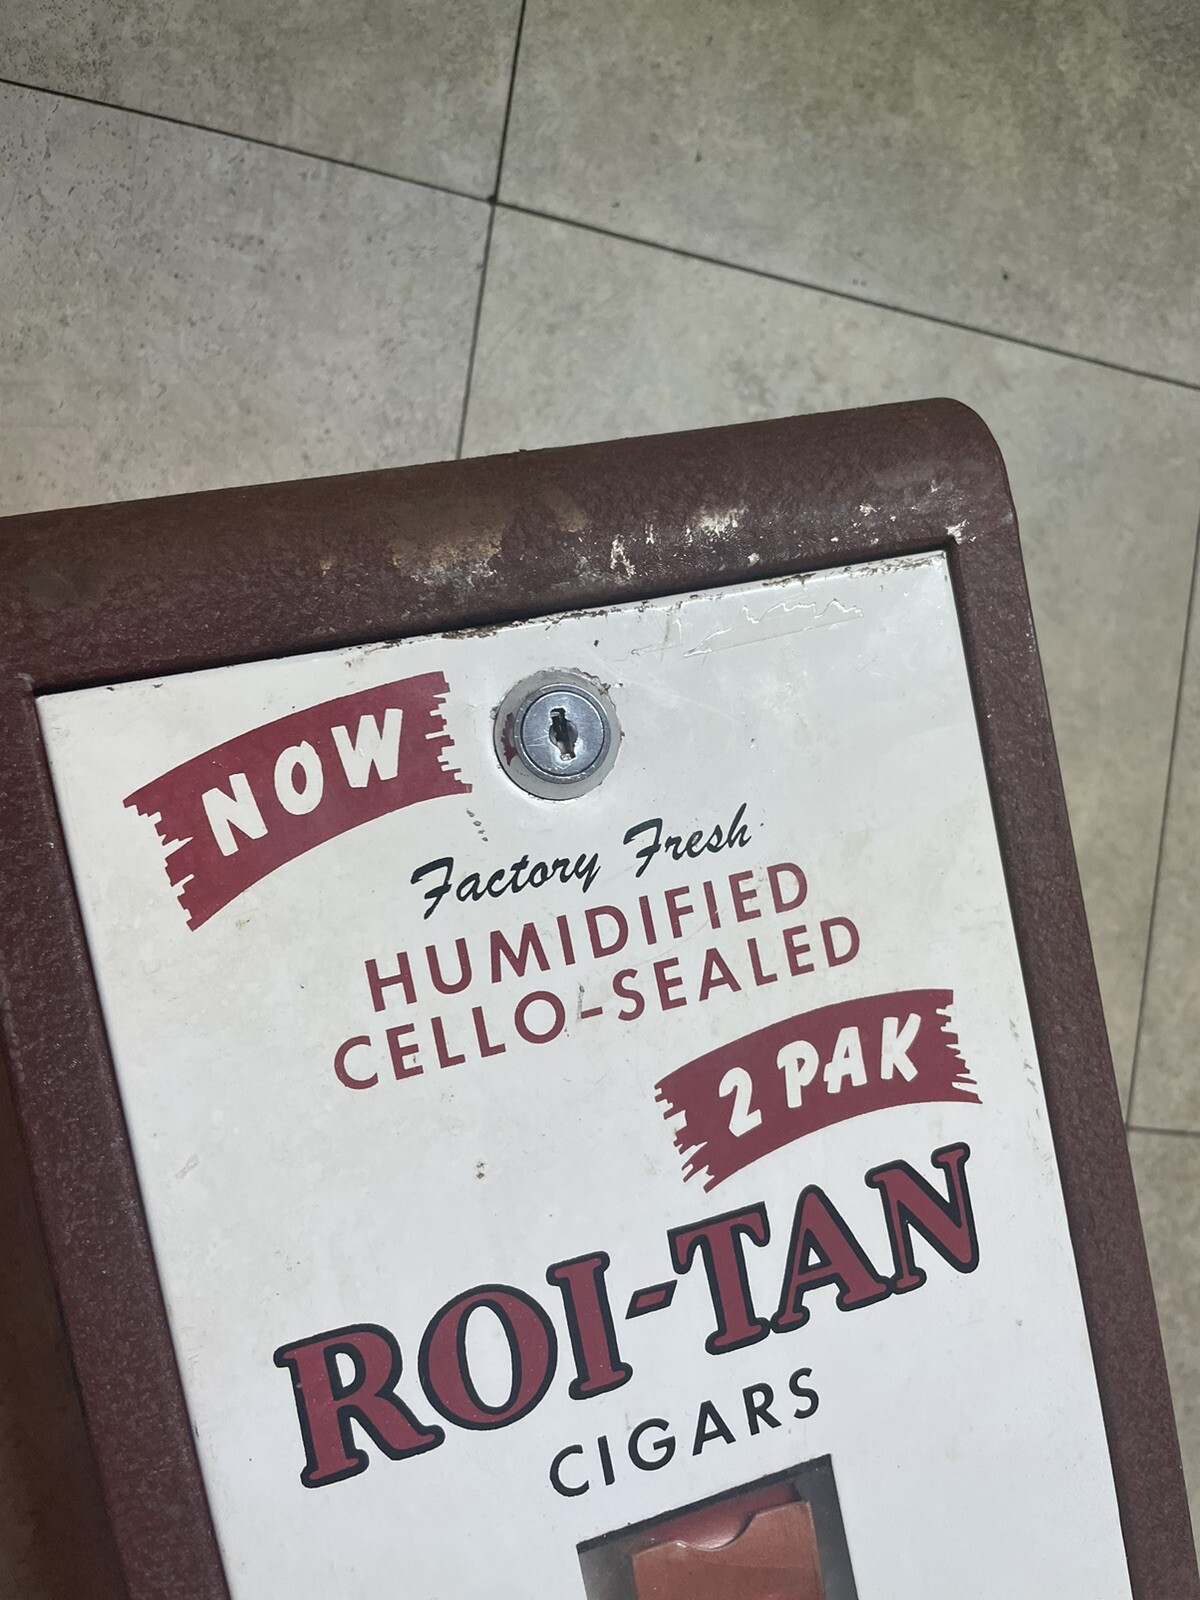 NOW
Factory Fresh
HUMIDIFIED
CELLO-SEALED
2 PAK
ROI-TAN
CIGARS